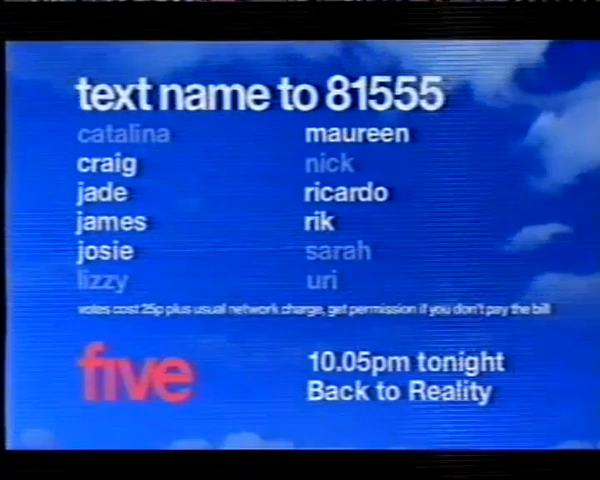 text name to 81555
catalina
craig
jade
james
josie
lizzy
maureen
nick
ricardo
rik
sarah
uri
votes cost 25p plus usual network charge, get permission if you don't pay the bill
five
10.05pm tonight
Back to Reality